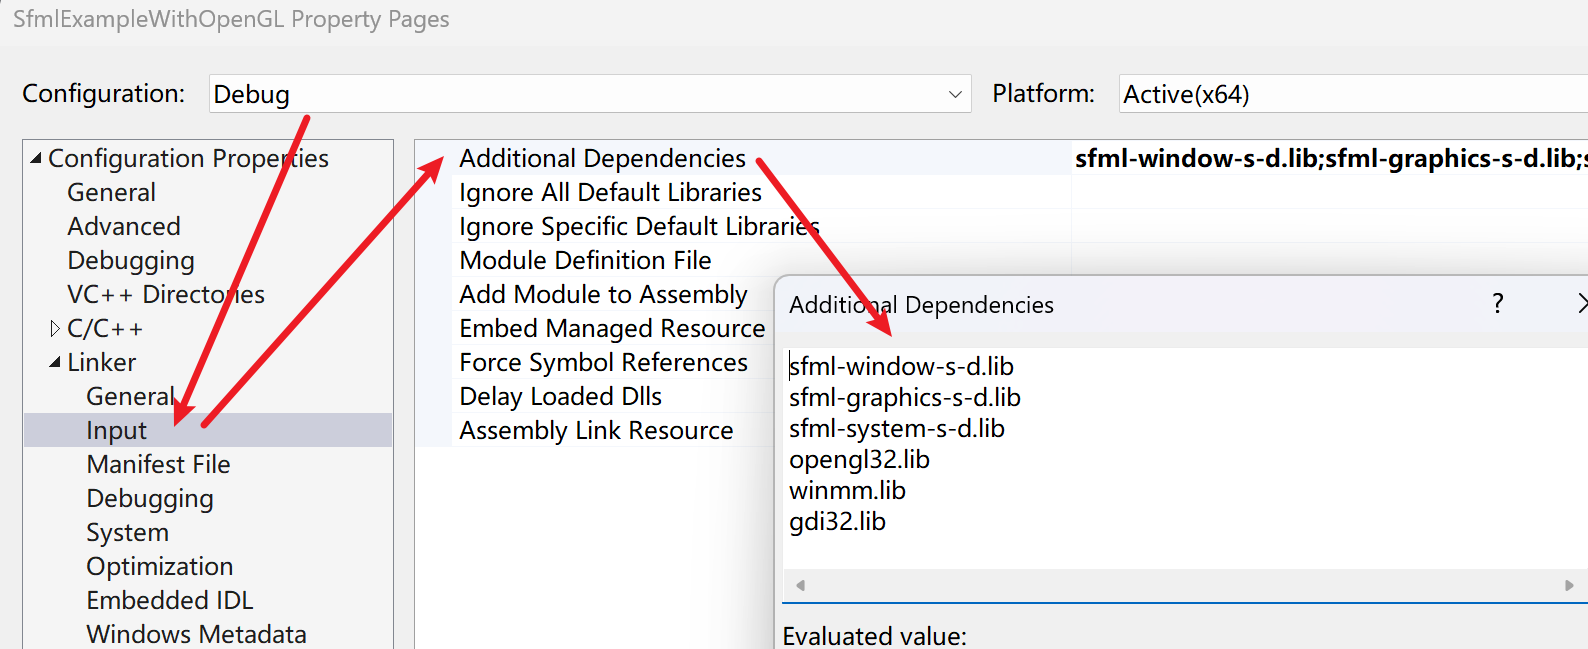 SfmlExampleWithOpenGL Property Pages
Configuration: Debug Platform: Active(x64)
Configuration Properties
General
Advanced
Debugging
VC++ Directories
C/C++
Linker
General
Input
Manifest File
Debugging
System
Optimization
Embedded IDL
Windows Metadata
Additional Dependencies sfml-window-s-d.lib;sfml-graphics-s-d.lib;s
Ignore All Default Libraries
Ignore Specific Default Libraries
Module Definition File
Add Module to Assembly
Embed Managed Resource
Force Symbol References
Delay Loaded Dlls
Assembly Link Resource
Additional Dependencies ?
sfml-window-s-d.lib
sfml-graphics-s-d.lib
sfml-system-s-d.lib
opengl32.lib
winmm.lib
gdi32.lib
Evaluated value: